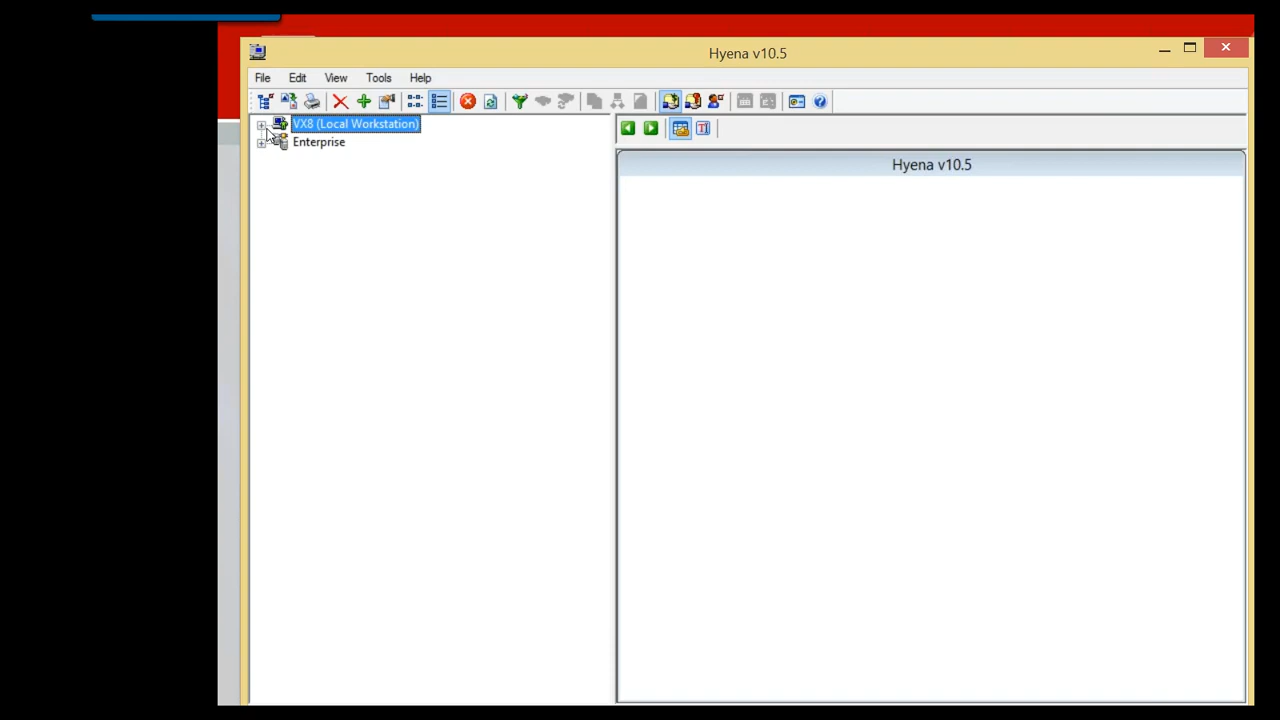 Hyena v10.5
File Edit View Tools Help
VX8 (Local Workstation)
Enterprise
Hyena v10.5